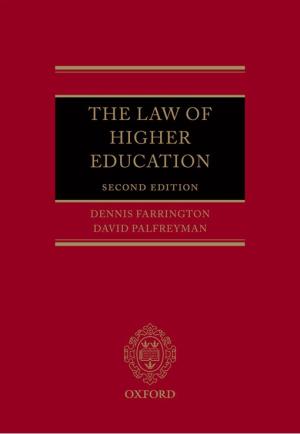 THE LAW OF
HIGHER
EDUCATION
SECOND EDITION
DENNIS FARRINGTON
DAVID PALFREYMAN
OXFORD